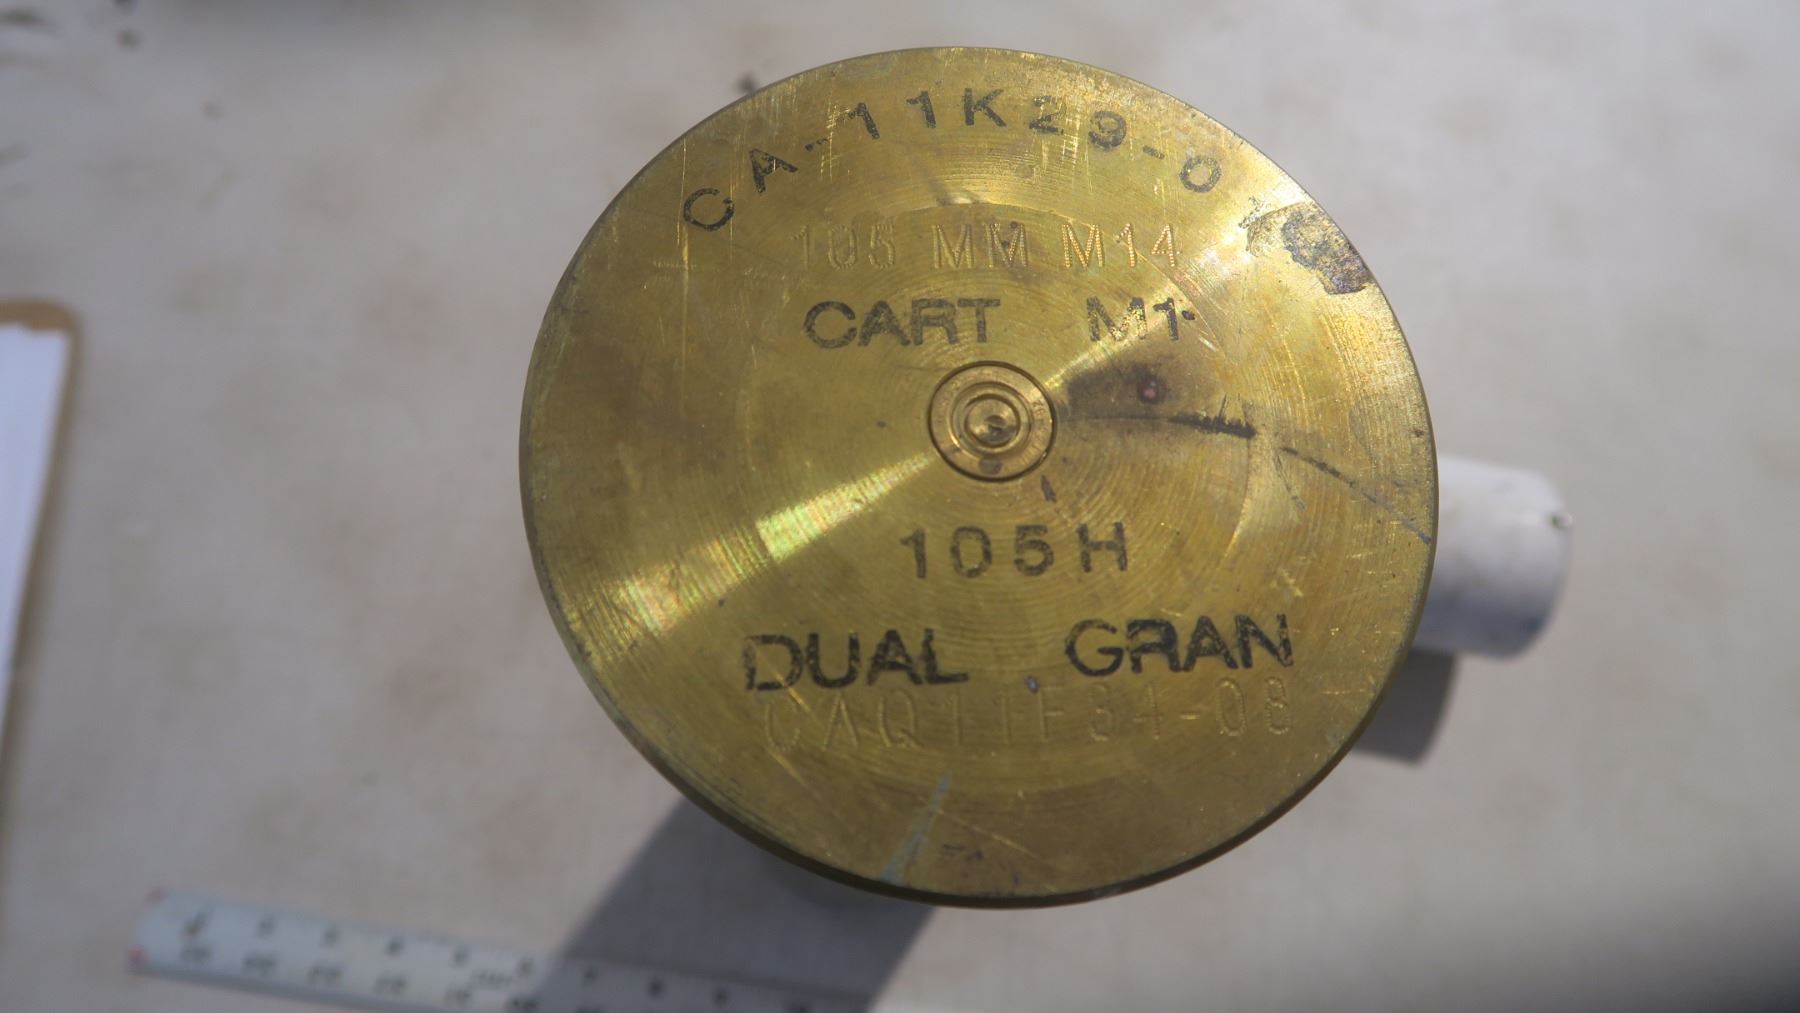 CA-11K29-0
105 MM M14
CART M1
105H
DUAL GRAN
CAQ11F34-08